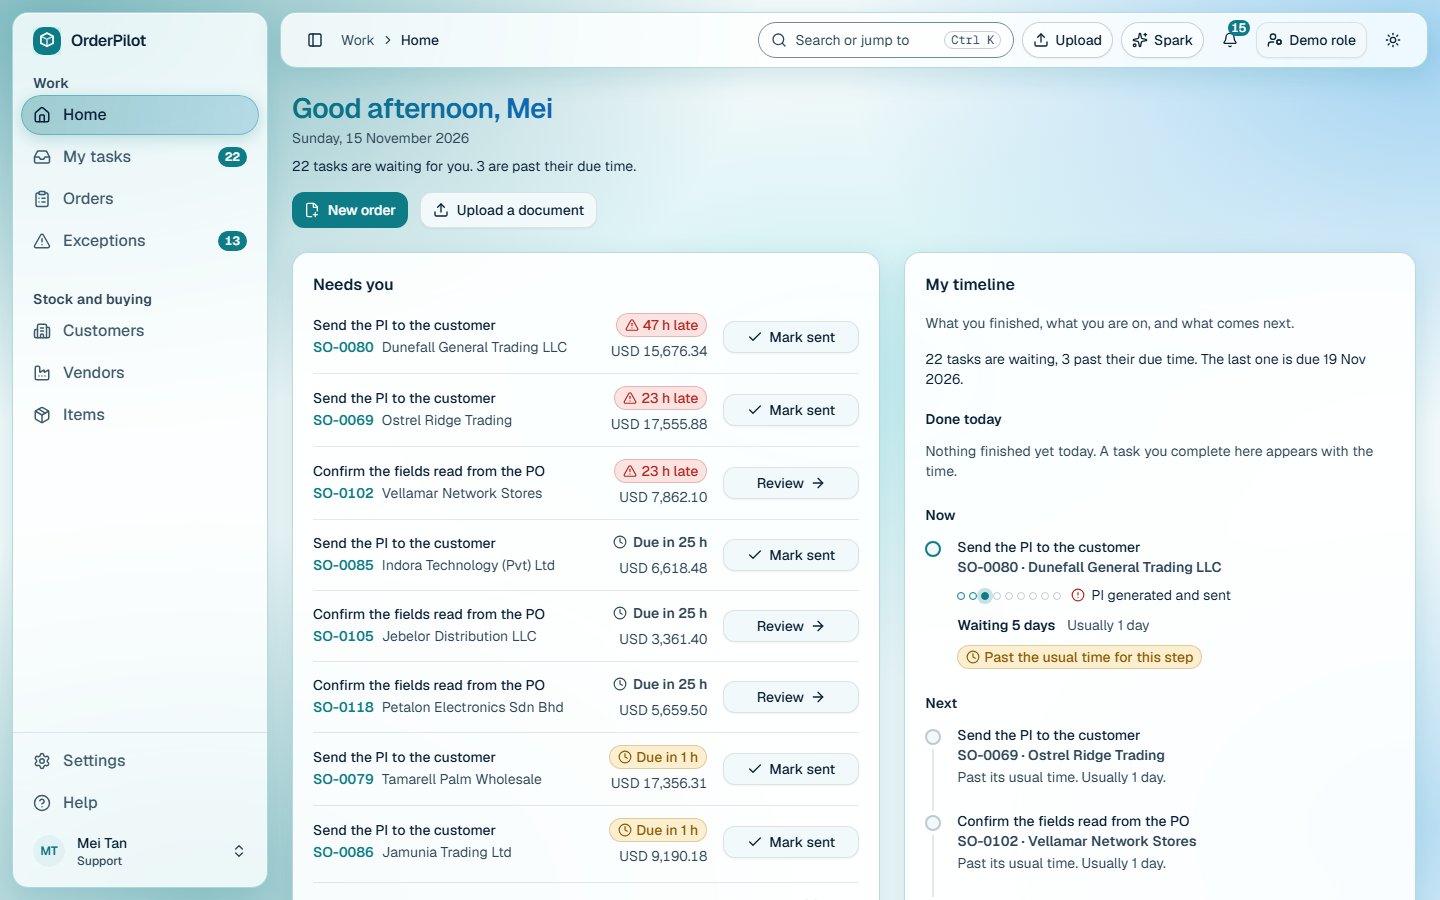 OrderPilot
Work
Home
My tasks 22
Orders
Exceptions 13
Stock and buying
Customers
Vendors
Items
Settings
Help
MT Mei Tan
Support
Work > Home
Search or jump to Ctrl K
Upload
Spark
15
Demo role
Good afternoon, Mei
Sunday, 15 November 2026
22 tasks are waiting for you. 3 are past their due time.
New order
Upload a document
Needs you
Send the PI to the customer 47 h late Mark sent
SO-0080 Dunefall General Trading LLC USD 15,676.34
Send the PI to the customer 23 h late Mark sent
SO-0069 Ostrel Ridge Trading USD 17,555.88
Confirm the fields read from the PO 23 h late Review
SO-0102 Vellamar Network Stores USD 7,862.10
Send the PI to the customer Due in 25 h Mark sent
SO-0085 Indora Technology (Pvt) Ltd USD 6,618.48
Confirm the fields read from the PO Due in 25 h Review
SO-0105 Jebelor Distribution LLC USD 3,361.40
Confirm the fields read from the PO Due in 25 h Review
SO-0118 Petalon Electronics Sdn Bhd USD 5,659.50
Send the PI to the customer Due in 1 h Mark sent
SO-0079 Tamarell Palm Wholesale USD 17,356.31
Send the PI to the customer Due in 1 h Mark sent
SO-0086 Jamunia Trading Ltd USD 9,190.18
My timeline
What you finished, what you are on, and what comes next.
22 tasks are waiting, 3 past their due time. The last one is due 19 Nov
2026.
Done today
Nothing finished yet today. A task you complete here appears with the
time.
Now
Send the PI to the customer
SO-0080 · Dunefall General Trading LLC
PI generated and sent
Waiting 5 days Usually 1 day
Past the usual time for this step
Next
Send the PI to the customer
SO-0069 · Ostrel Ridge Trading
Past its usual time. Usually 1 day.
Confirm the fields read from the PO
SO-0102 · Vellamar Network Stores
Past its usual time. Usually 1 day.